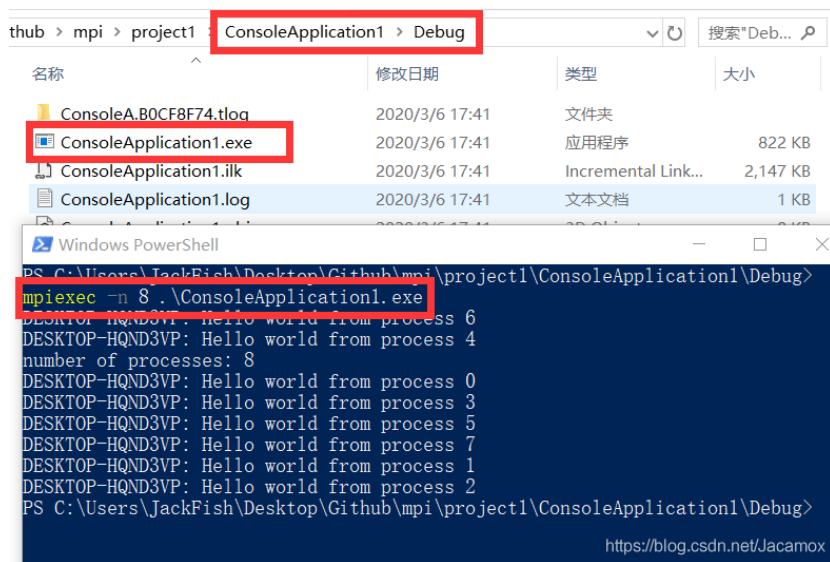 thub > mpi > project1 > ConsoleApplication1 > Debug 搜索"Deb...
名称 修改日期 类型 大小
ConsoleA.B0CF8F74.tlog 2020/3/6 17:41 文件夹
ConsoleApplication1.exe 2020/3/6 17:41 应用程序 822 KB
ConsoleApplication1.ilk 2020/3/6 17:41 Incremental Link... 2,147 KB
ConsoleApplication1.log 2020/3/6 17:41 文本文档 1 KB
Windows PowerShell
PS C:\Users\JackFish\Desktop\Github\mpi\project1\ConsoleApplication1\Debug>
mpiexec -n 8 .\ConsoleApplication1.exe
DESKTOP-HQND3VP: Hello world from process 6
DESKTOP-HQND3VP: Hello world from process 4
number of processes: 8
DESKTOP-HQND3VP: Hello world from process 0
DESKTOP-HQND3VP: Hello world from process 3
DESKTOP-HQND3VP: Hello world from process 5
DESKTOP-HQND3VP: Hello world from process 7
DESKTOP-HQND3VP: Hello world from process 1
DESKTOP-HQND3VP: Hello world from process 2
PS C:\Users\JackFish\Desktop\Github\mpi\project1\ConsoleApplication1\Debug>
https://blog.csdn.net/Jacamox